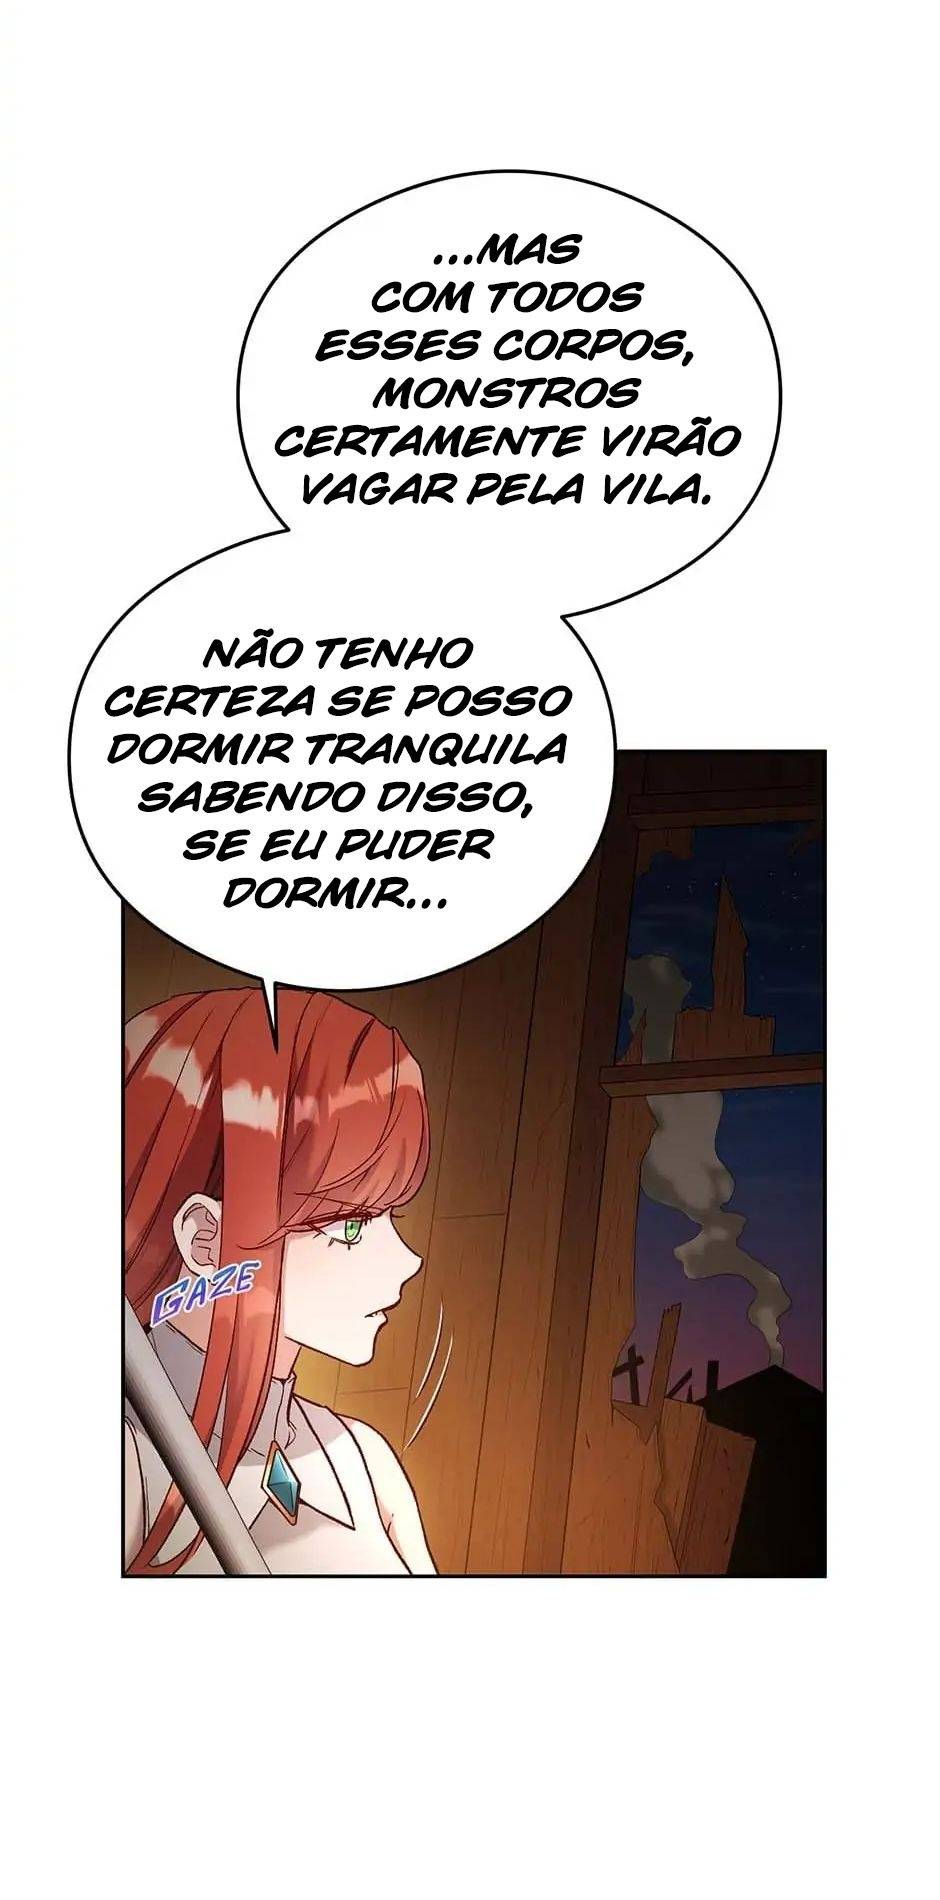 ...MAS
COM TODOS
ESSES CORPOS,
MONSTROS
CERTAMENTE VIRÃO
VAGAR PELA VILA.
NÃO TENHO
CERTEZA SE POSSO
DORMIR TRANQUILA
SABENDO DISSO,
SE EU PUDER
DORMIR...
GAZE